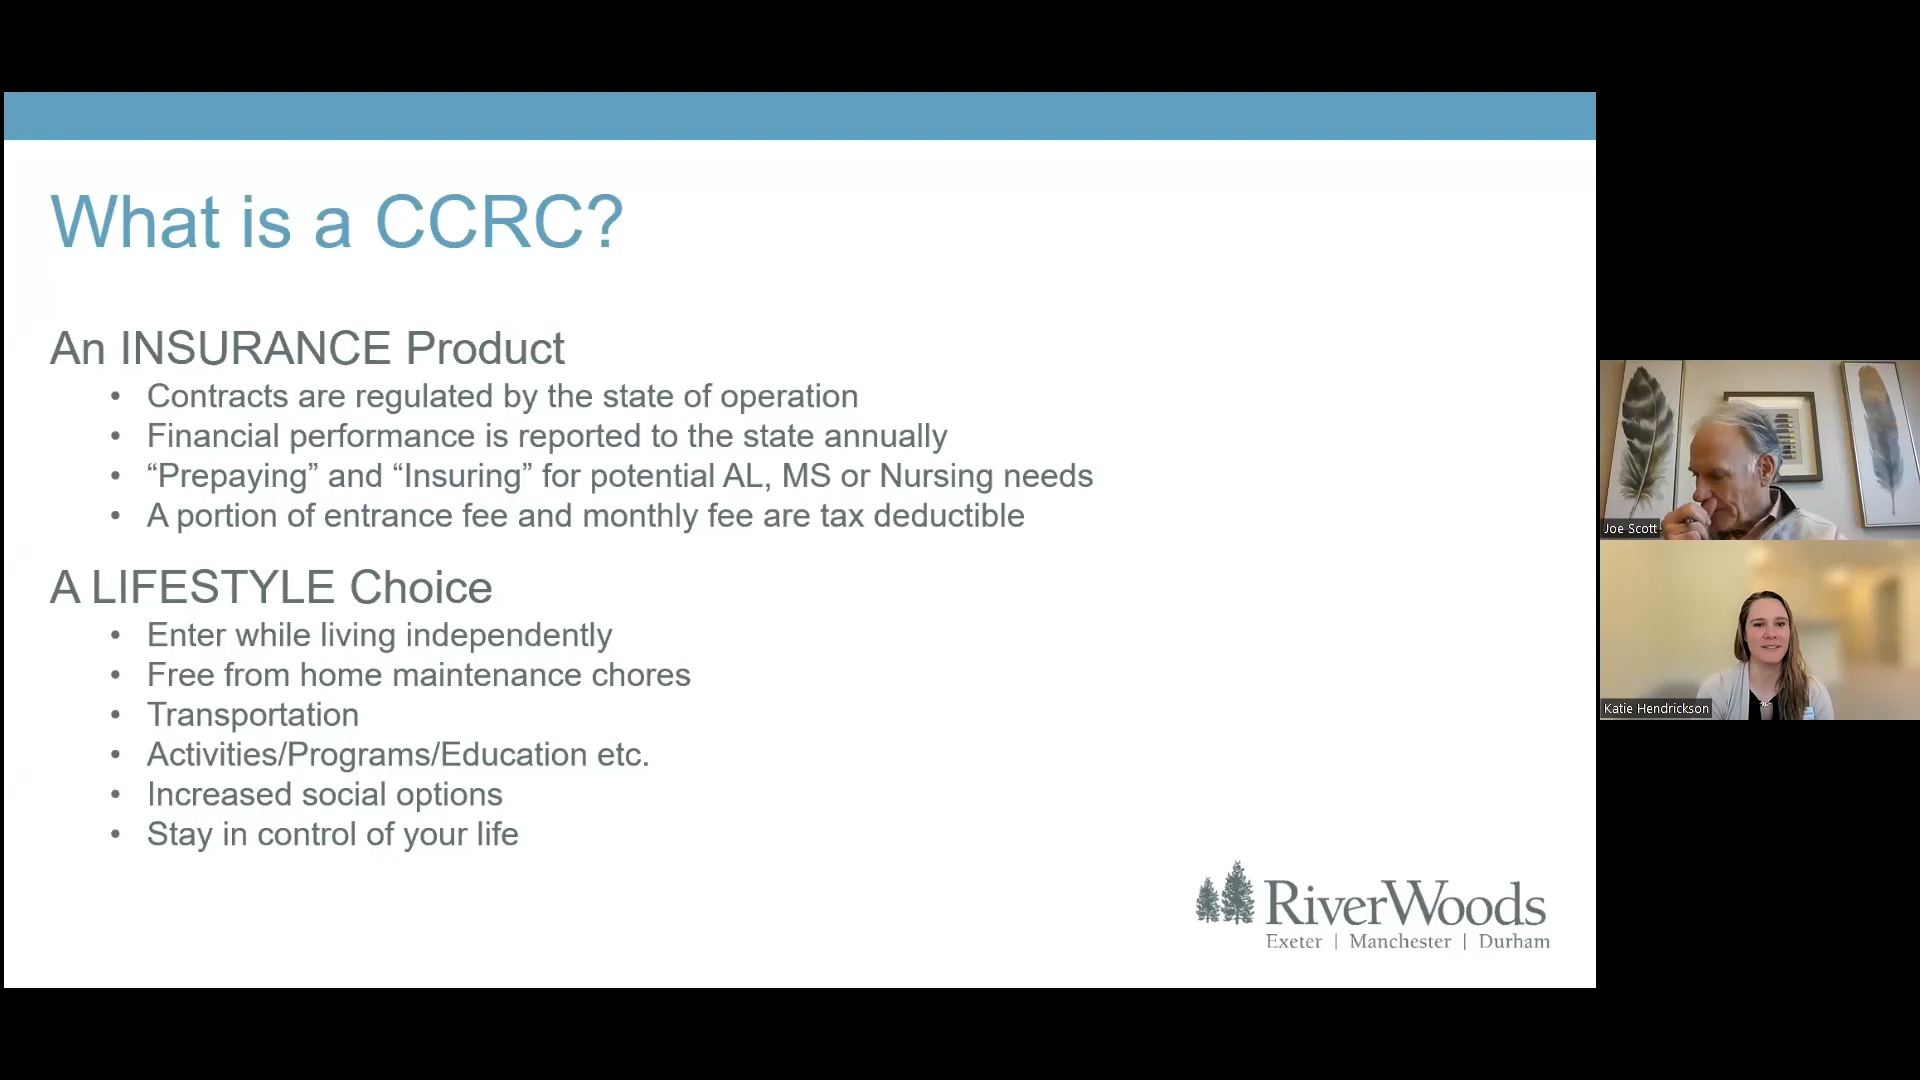 What is a CCRC?
An INSURANCE Product
• Contracts are regulated by the state of operation
• Financial performance is reported to the state annually
• “Prepaying” and “Insuring” for potential AL, MS or Nursing needs
• A portion of entrance fee and monthly fee are tax deductible
A LIFESTYLE Choice
• Enter while living independently
• Free from home maintenance chores
• Transportation
• Activities/Programs/Education etc.
• Increased social options
• Stay in control of your life
RiverWoods
Exeter | Manchester | Durham
Joe Scott
Katie Hendrickson